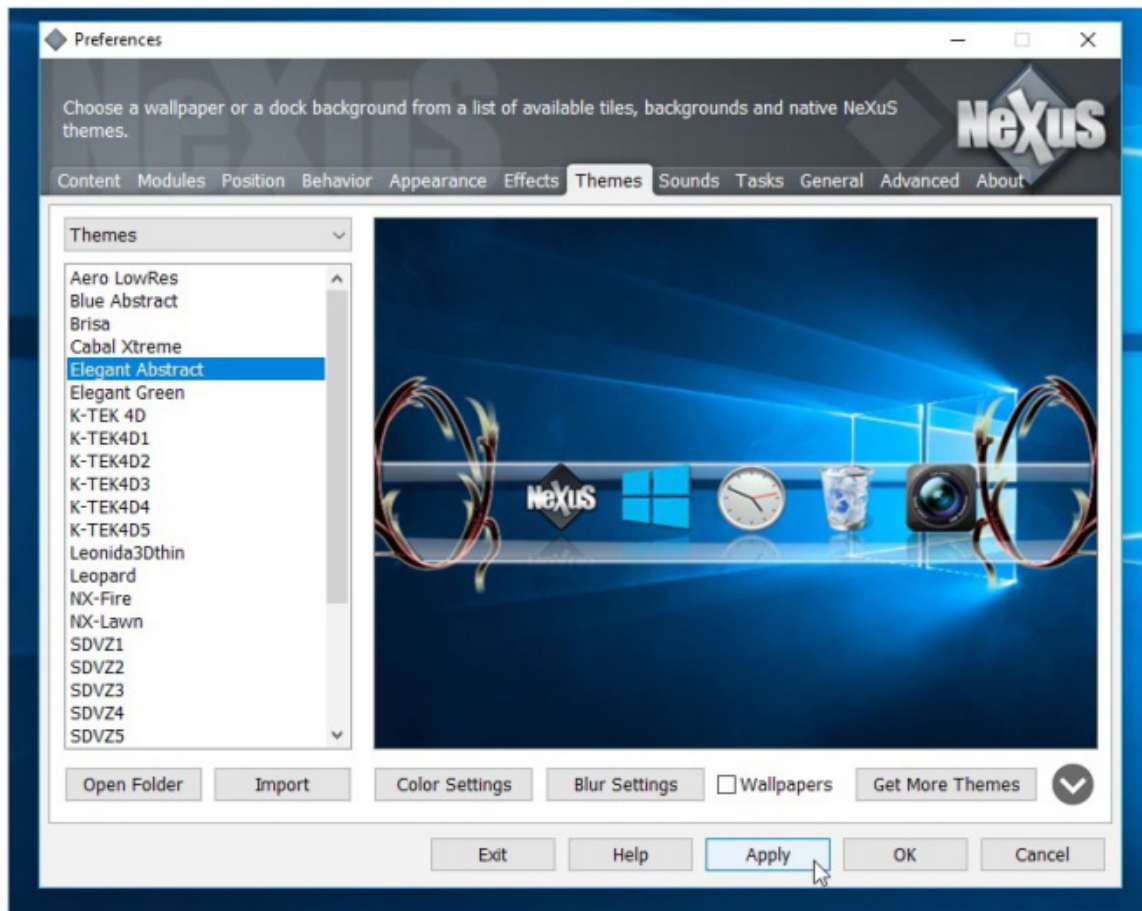 Preferences
Choose a wallpaper or a dock background from a list of available tiles, backgrounds and native NeXuS
themes.
NeXuS
NeXuS
Content Modules Position Behavior Appearance Effects Themes Sounds Tasks General Advanced About
Themes
Aero LowRes
Blue Abstract
Brisa
Cabal Xtreme
Elegant Abstract
Elegant Green
K-TEK 4D
K-TEK4D1
K-TEK4D2
K-TEK4D3
K-TEK4D4
K-TEK4D5
Leonida3Dthin
Leopard
NX-Fire
NX-Lawn
SDVZ1
SDVZ2
SDVZ3
SDVZ4
SDVZ5
NeXuS
Open Folder Import Color Settings Blur Settings Wallpapers Get More Themes
Exit Help Apply OK Cancel